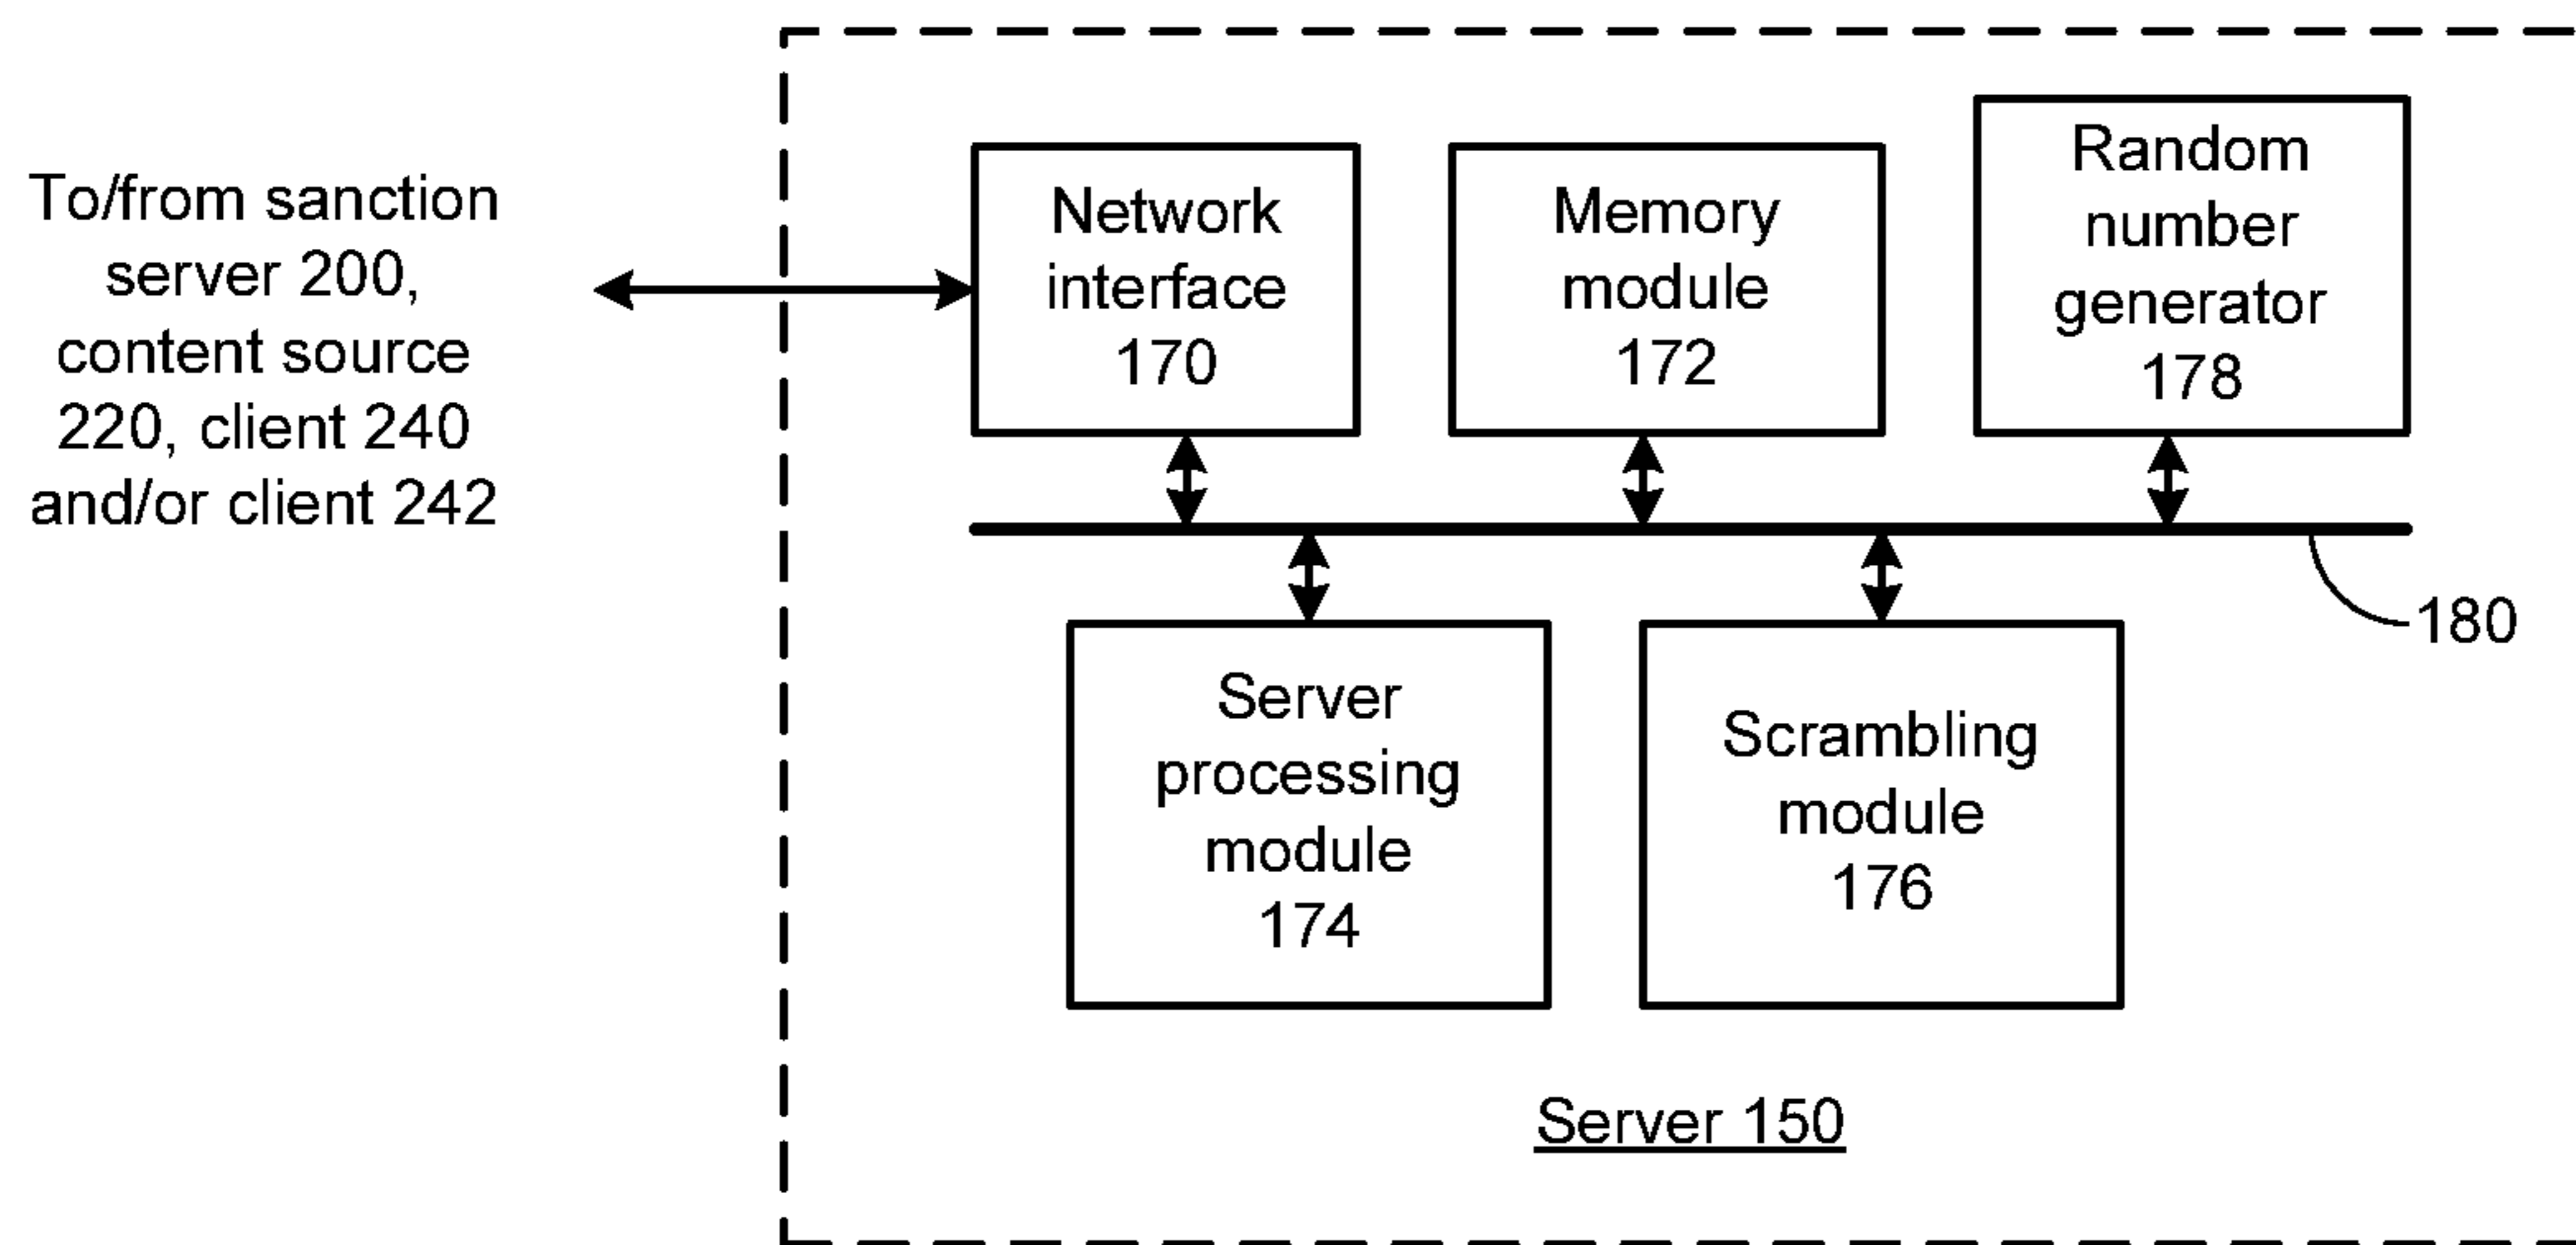 To/from sanction
server 200,
content source
220, client 240
and/or client 242
Network
interface
170
Memory
module
172
Random
number
generator
178
180
Server
processing
module
174
Scrambling
module
176
Server 150